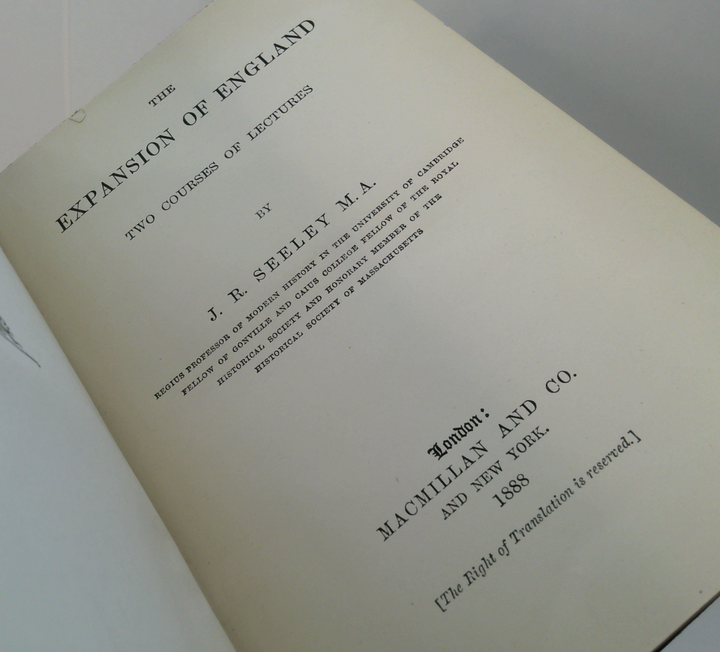 THE
EXPANSION OF ENGLAND
TWO COURSES OF LECTURES
BY
J. R. SEELEY M.A.
REGIUS PROFESSOR OF MODERN HISTORY IN THE UNIVERSITY OF CAMBRIDGE
FELLOW OF GONVILLE AND CAIUS COLLEGE FELLOW OF THE ROYAL
HISTORICAL SOCIETY AND HONORARY MEMBER OF THE
HISTORICAL SOCIETY OF MASSACHUSETTS
London:
MACMILLAN AND CO.
AND NEW YORK.
1888
[The Right of Translation is reserved.]